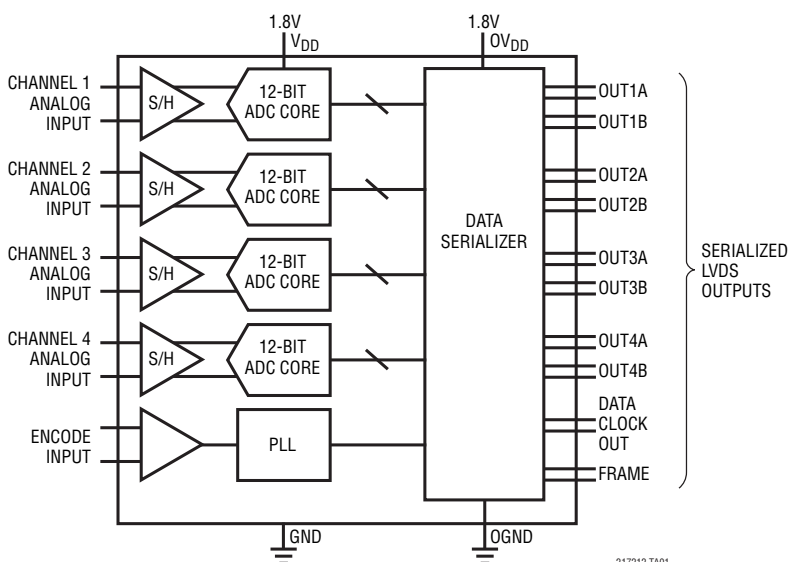 1.8V
VDD
1.8V
OVDD
CHANNEL 1
ANALOG
INPUT
S/H
12-BIT
ADC CORE
CHANNEL 2
ANALOG
INPUT
S/H
12-BIT
ADC CORE
CHANNEL 3
ANALOG
INPUT
S/H
12-BIT
ADC CORE
CHANNEL 4
ANALOG
INPUT
S/H
12-BIT
ADC CORE
ENCODE
INPUT
PLL
DATA
SERIALIZER
OUT1A
OUT1B
OUT2A
OUT2B
OUT3A
OUT3B
OUT4A
OUT4B
DATA
CLOCK
OUT
FRAME
SERIALIZED
LVDS
OUTPUTS
GND
OGND